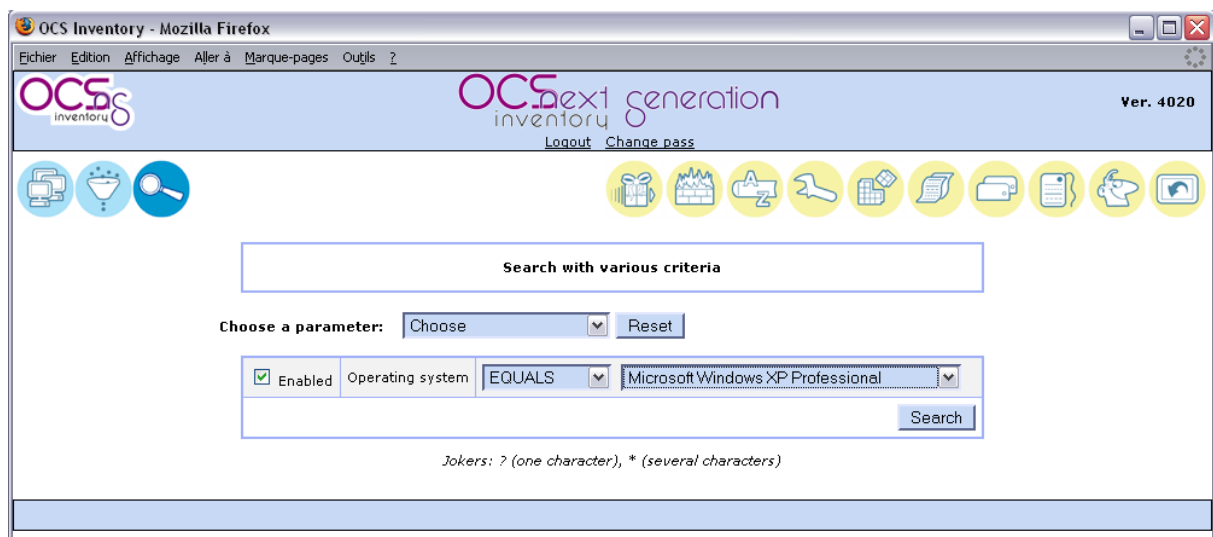 OCS Inventory - Mozilla Firefox
Fichier Edition Affichage Aller à Marque-pages Outils ?
OCSng inventory
OCS inventory next generation
Ver. 4020
Logout Change pass
A Z
Search with various criteria
Choose a parameter: Choose Reset
Enabled Operating system EQUALS Microsoft Windows XP Professional
Search
Jokers: ? (one character), * (several characters)